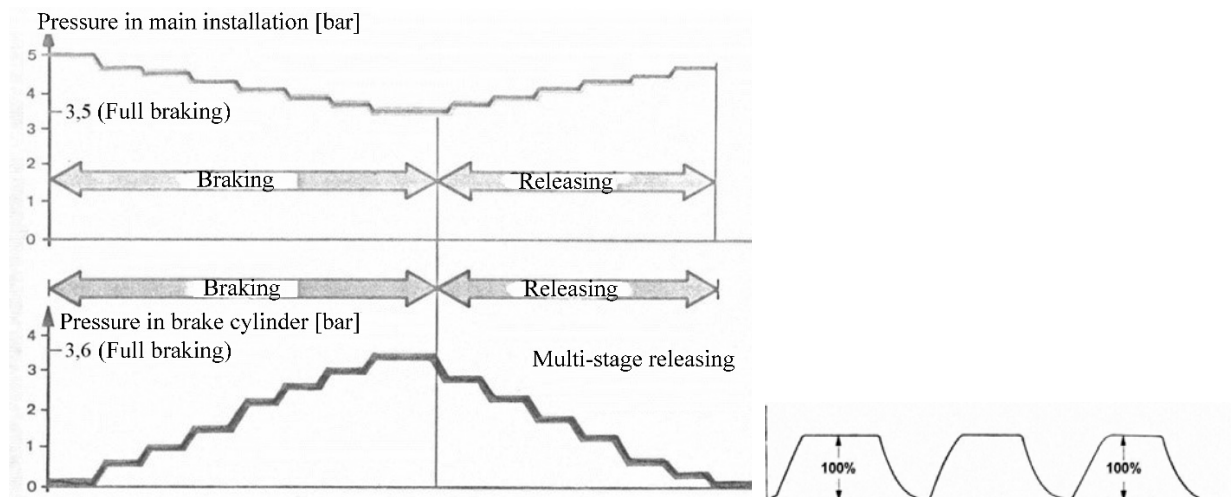 Pressure in main installation [bar]
5
4
3,5 (Full braking)
3
2
Braking
Releasing
1
0
Braking
Releasing
Pressure in brake cylinder [bar]
4
3,6 (Full braking)
Multi-stage releasing
3
2
1
0
100%
100%